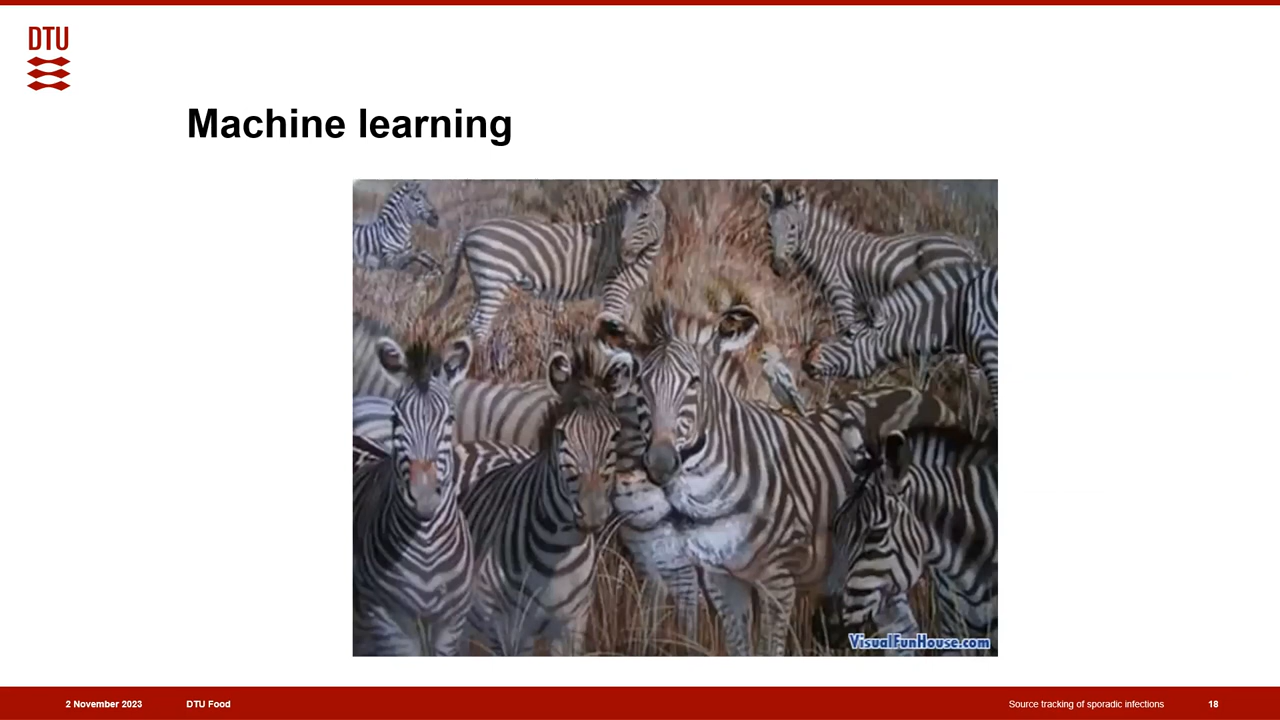 DTU
Machine learning
VisualFunHouse.com
2 November 2023
DTU Food
Source tracking of sporadic infections
18